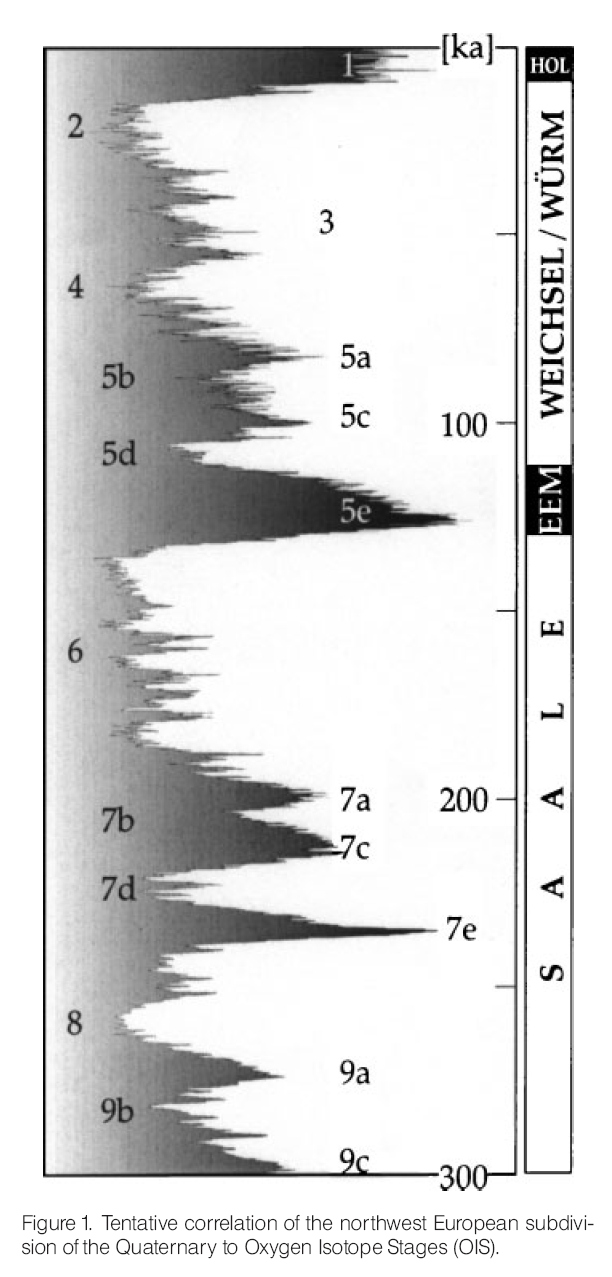 [ka]
HOL
1
2
WEICHSEL / WÜRM
3
4
5a
5b
5c
100
5d
EEM
5e
6
SAALE
7a
200
7b
7c
7d
7e
8
9a
9b
9c
300
Figure 1. Tentative correlation of the northwest European subdivi-
sion of the Quaternary to Oxygen Isotope Stages (OIS).